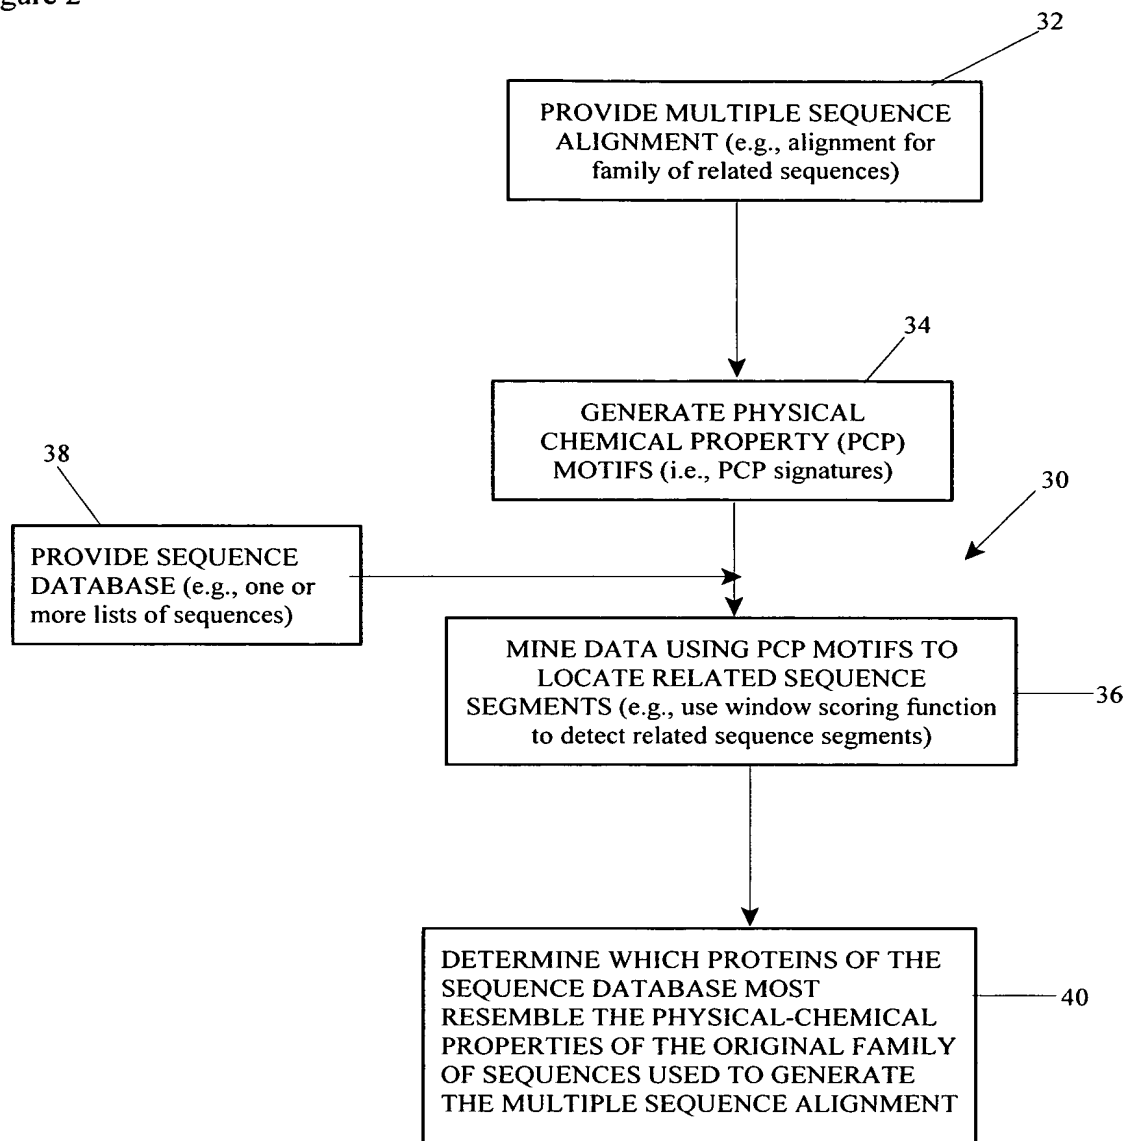 gure 2
32
PROVIDE MULTIPLE SEQUENCE
ALIGNMENT (e.g., alignment for
family of related sequences)
34
GENERATE PHYSICAL
CHEMICAL PROPERTY (PCP)
MOTIFS (i.e., PCP signatures)
38
30
PROVIDE SEQUENCE
DATABASE (e.g., one or
more lists of sequences)
MINE DATA USING PCP MOTIFS TO
LOCATE RELATED SEQUENCE
SEGMENTS (e.g., use window scoring function
to detect related sequence segments)
36
DETERMINE WHICH PROTEINS OF THE
SEQUENCE DATABASE MOST
RESEMBLE THE PHYSICAL-CHEMICAL
PROPERTIES OF THE ORIGINAL FAMILY
OF SEQUENCES USED TO GENERATE
THE MULTIPLE SEQUENCE ALIGNMENT
40